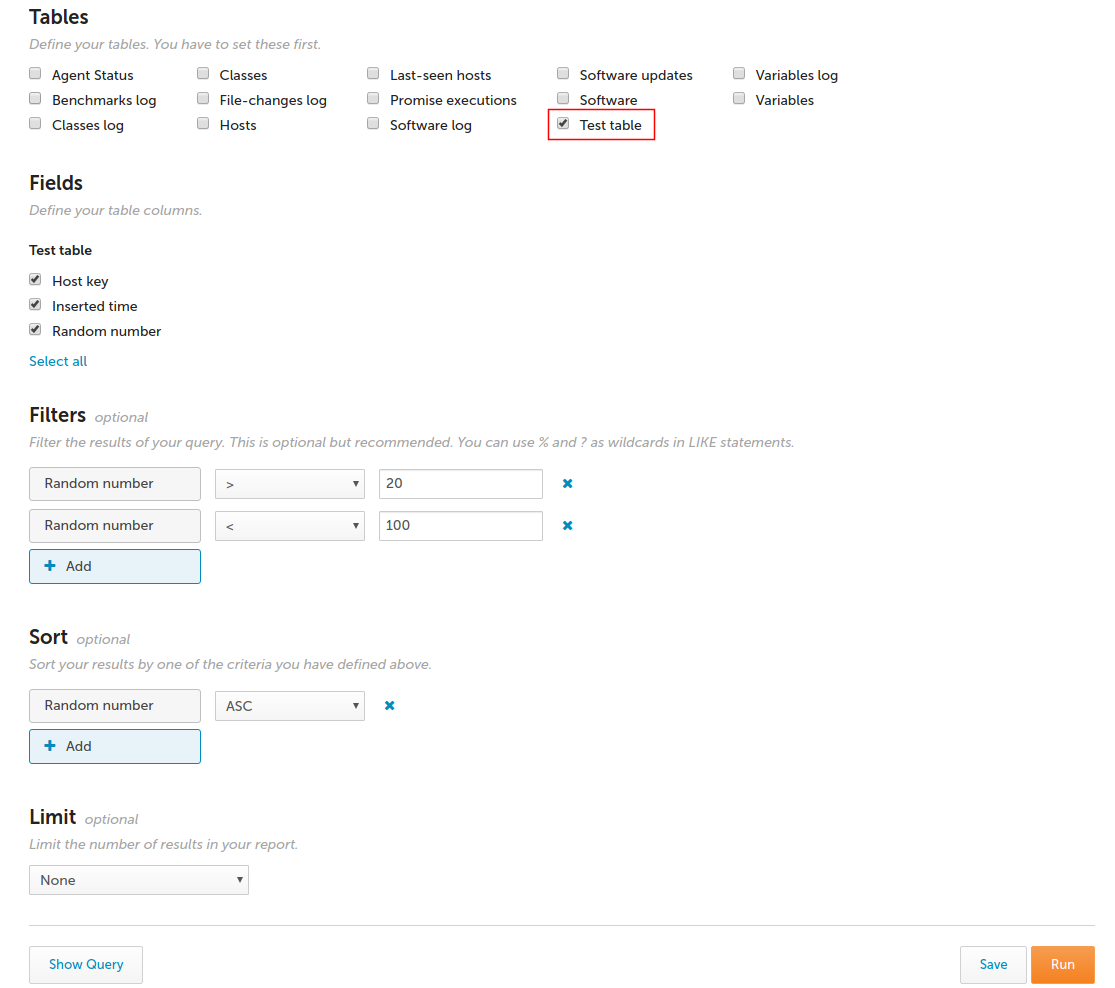 Tables
Define your tables. You have to set these first.
Agent Status Classes Last-seen hosts Software updates Variables log
Benchmarks log File-changes log Promise executions Software Variables
Classes log Hosts Software log Test table
Fields
Define your table columns.
Test table
Host key
Inserted time
Random number
Select all
Filters optional
Filter the results of your query. This is optional but recommended. You can use % and ? as wildcards in LIKE statements.
Random number > 20
Random number < 100
+ Add
Sort optional
Sort your results by one of the criteria you have defined above.
Random number ASC
+ Add
Limit optional
Limit the number of results in your report.
None
Show Query Save Run